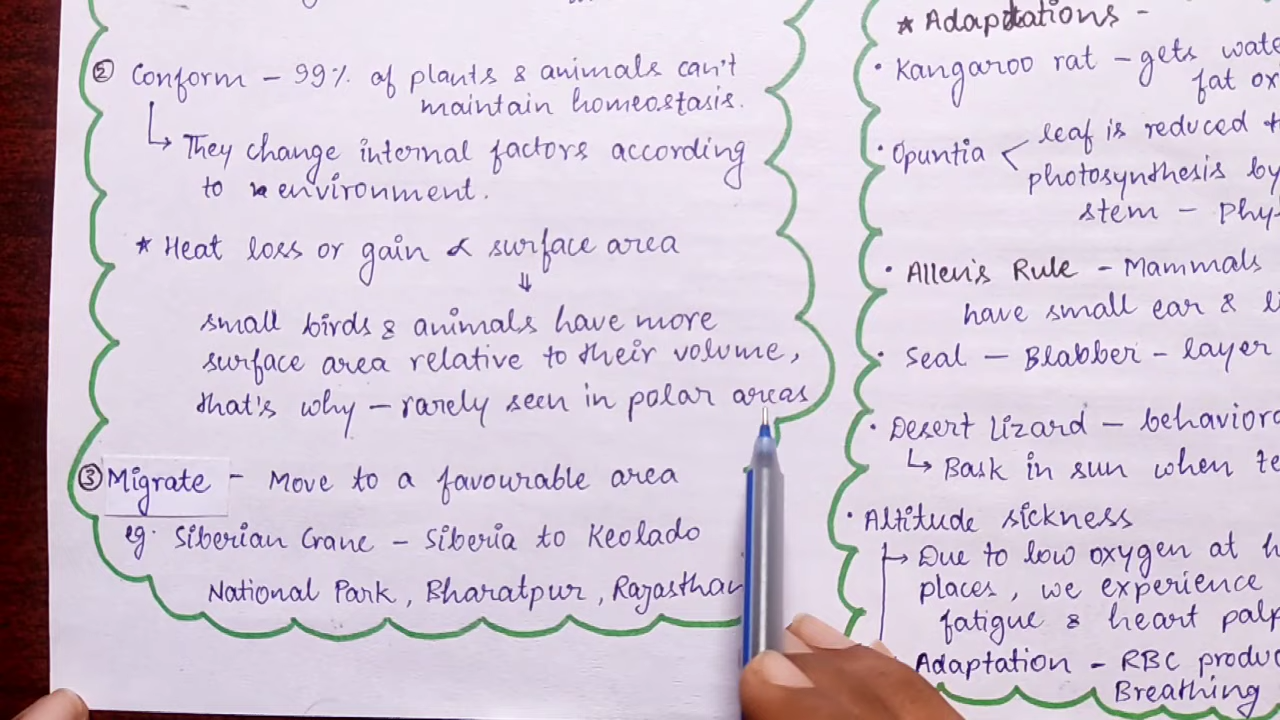 ② Conform - 99% of plants & animals can't
maintain homeostasis.
↳ They change internal factors according
to environment.
★ Heat loss or gain ∝ surface area
⇓
small birds & animals have more
surface area relative to their volume,
that's why - rarely seen in polar areas
③ Migrate - Move to a favourable area
eg. Siberian Crane - Siberia to Keolado
National Park, Bharatpur, Rajasthan
★ Adaptations -
• Kangaroo rat - gets wate
fat ox
• Opuntia < leaf is reduced t
photosynthesis by
stem - Phy
• Allen's Rule - Mammals
have small ear & li
• Seal - Blabber - layer
• Desert Lizard - behaviora
↳ Bask in sun when te
• Altitude sickness
→ Due to low oxygen at h
places, we experience
fatigue & heart palp
Adaptation - RBC produc
Breathing